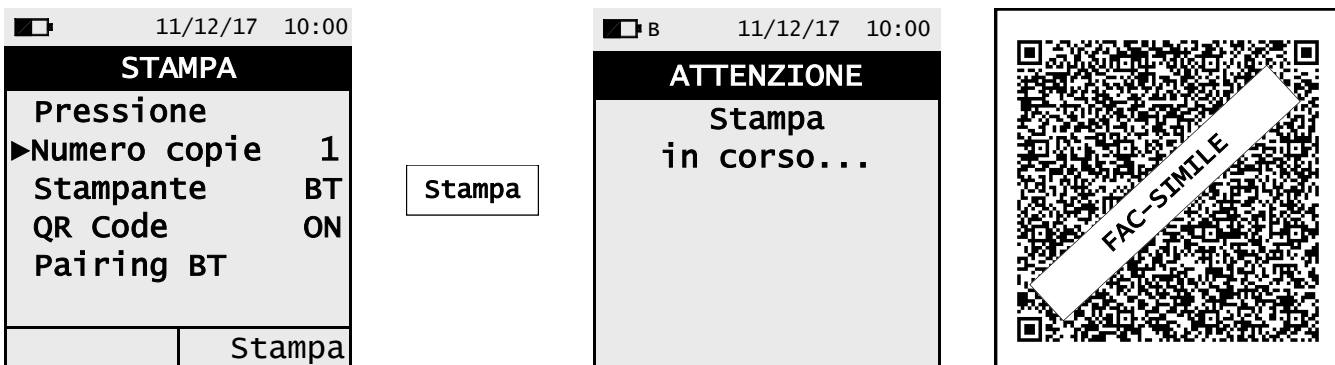 11/12/17 10:00
STAMPA
Pressione
►Numero copie 1
Stampante BT
QR Code ON
Pairing BT
Stampa
Stampa
B 11/12/17 10:00
ATTENZIONE
Stampa
in corso...
FAC-SIMILE